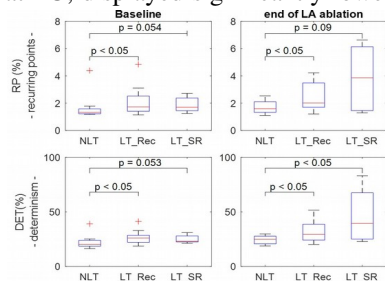 Baseline
end of LA ablation
RP (%)
- recurring points -
8
6
4
2
0
p = 0.054
p < 0.05
NLT LT_Rec LT_SR
8
6
4
2
0
p = 0.09
p < 0.05
NLT LT_Rec LT_SR
DET(%)
- determinism -
100
50
0
p = 0.053
p < 0.05
NLT LT_Rec LT_SR
100
50
0
p < 0.05
p < 0.05
NLT LT_Rec LT_SR